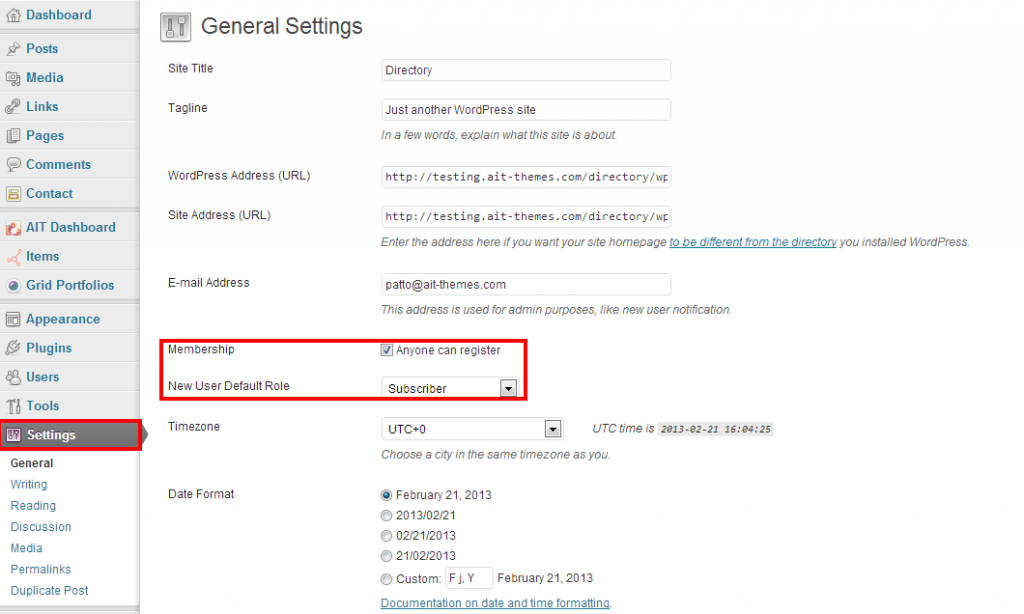 Dashboard
Posts
Media
Links
Pages
Comments
Contact
AIT Dashboard
Items
Grid Portfolios
Appearance
Plugins
Users
Tools
Settings
General
Writing
Reading
Discussion
Media
Permalinks
Duplicate Post
General Settings
Site Title Directory
Tagline Just another WordPress site
In a few words, explain what this site is about.
WordPress Address (URL) http://testing.ait-themes.com/directory/wp
Site Address (URL) http://testing.ait-themes.com/directory/wp
Enter the address here if you want your site homepage to be different from the directory you installed WordPress.
E-mail Address patto@ait-themes.com
This address is used for admin purposes, like new user notification.
Membership Anyone can register
New User Default Role Subscriber
Timezone UTC+0 UTC time is 2013-02-21 16:04:25
Choose a city in the same timezone as you.
Date Format February 21, 2013
2013/02/21
02/21/2013
21/02/2013
Custom: F j, Y February 21, 2013
Documentation on date and time formatting.